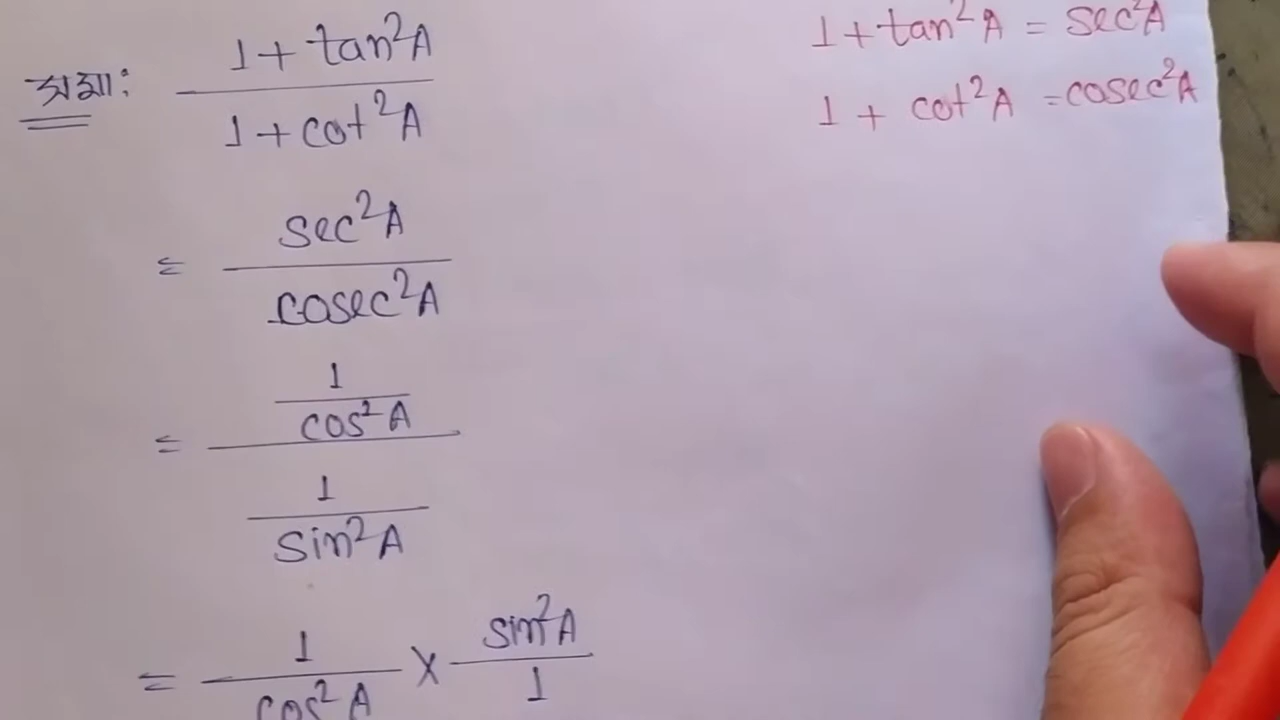 সমা: (1 + tan²A)/(1 + cot²A)
1 + tan²A = sec²A
1 + cot²A = cosec²A
= sec²A/cosec²A
= (1/cos²A)/(1/sin²A)
= 1/cos²A × sin²A/1